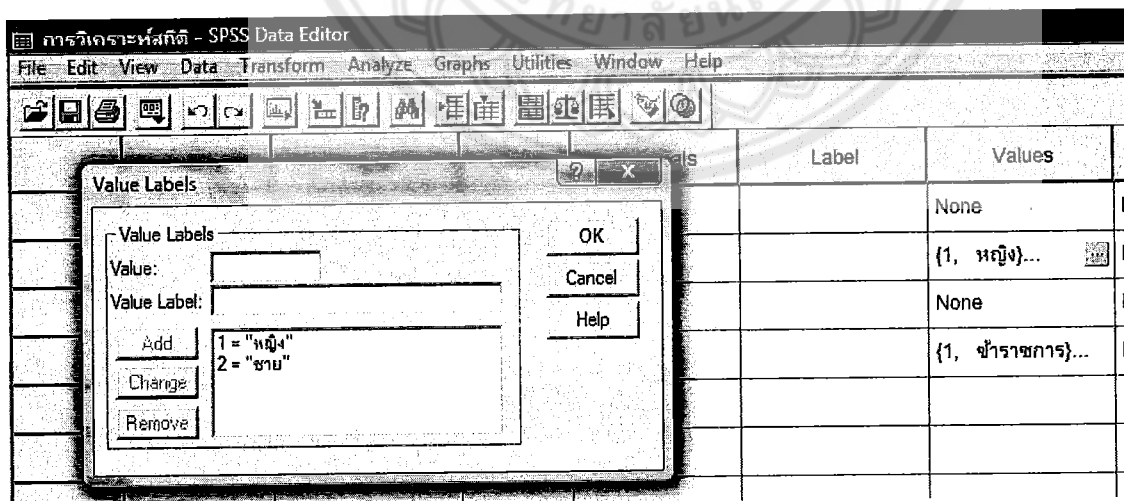 การวิเคราะห์สถิติ - SPSS Data Editor
File Edit View Data Transform Analyze Graphs Utilities Window Help
Label Values
Value Labels
None
Value Labels
OK
{1, หญิง}...
Value:
Cancel
Value Label:
None
Help
Add
1 = "หญิง"
2 = "ชาย"
{1, ข้าราชการ}...
Change
Remove